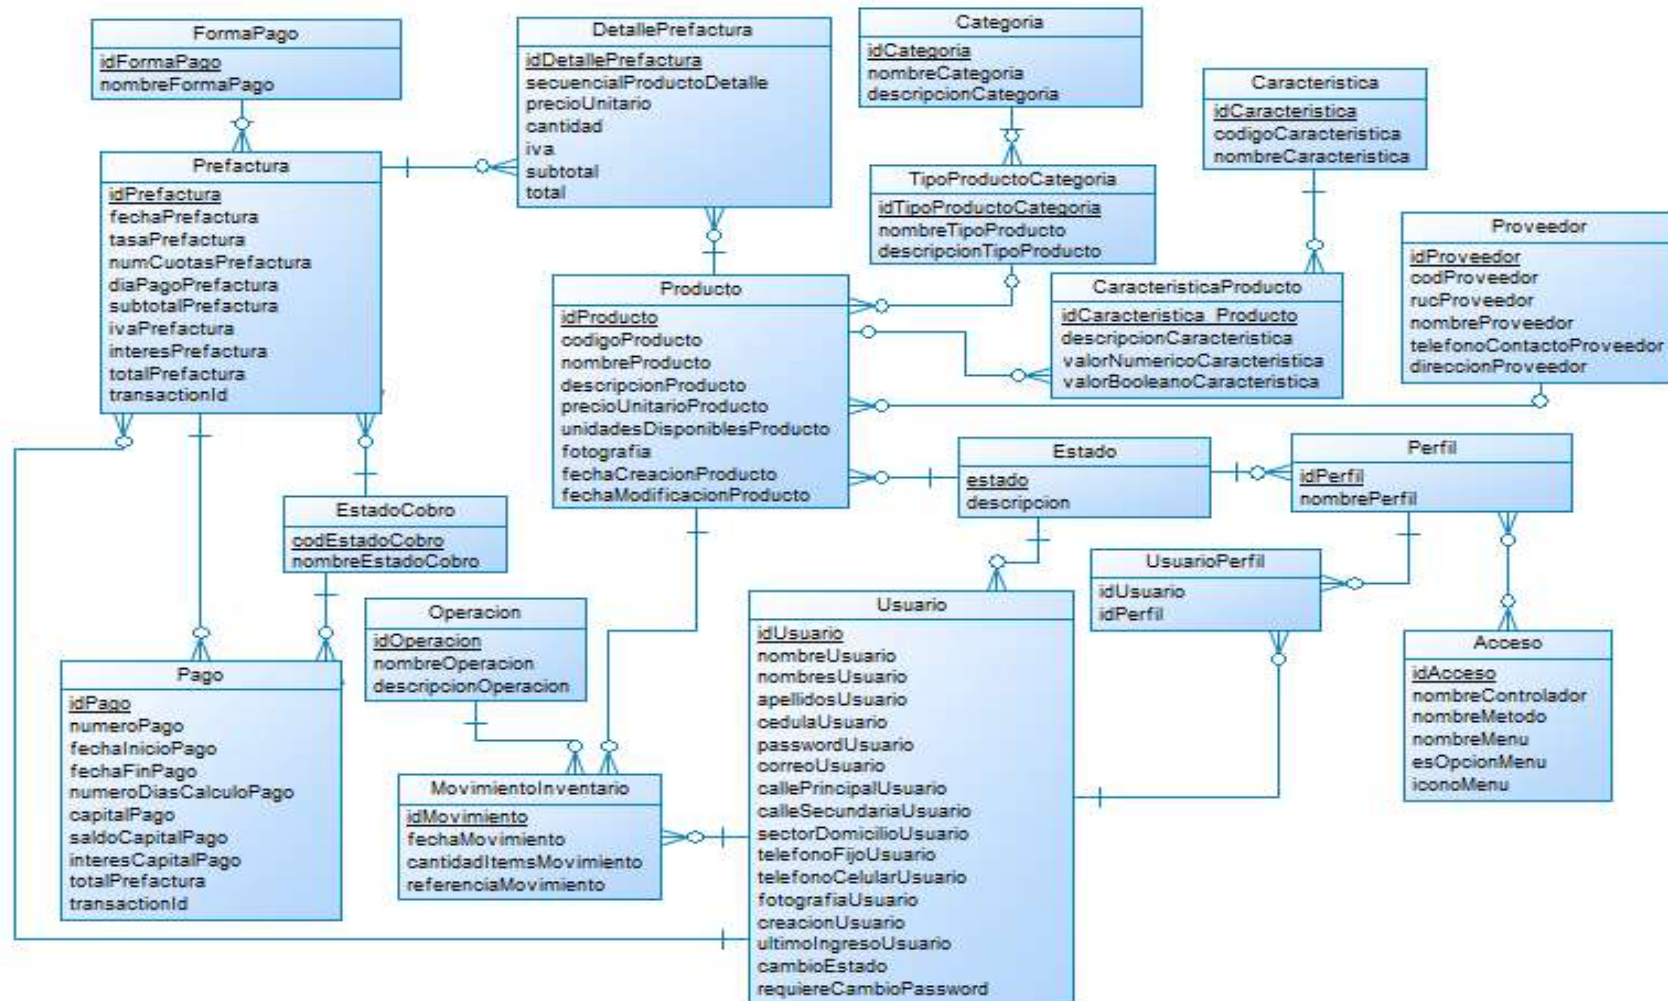 FormaPago
idFormaPago
nombreFormaPago
DetallePrefactura
idDetallePrefactura
secuencialProductoDetalle
precioUnitario
cantidad
iva
subtotal
total
Categoria
idCategoria
nombreCategoria
descripcionCategoria
Caracteristica
idCaracteristica
codigoCaracteristica
nombreCaracteristica
Prefactura
idPrefactura
fechaPrefactura
tasaPrefactura
numCuotasPrefactura
diaPagoPrefactura
subtotalPrefactura
ivaPrefactura
interesPrefactura
totalPrefactura
transactionId
TipoProductoCategoria
idTipoProductoCategoria
nombreTipoProducto
descripcionTipoProducto
Proveedor
idProveedor
codProveedor
rucProveedor
nombreProveedor
telefonoContactoProveedor
direccionProveedor
Producto
idProducto
codigoProducto
nombreProducto
descripcionProducto
precioUnitarioProducto
unidadesDisponiblesProducto
fotografia
fechaCreacionProducto
fechaModificacionProducto
CaracteristicaProducto
idCaracteristica_Producto
descripcionCaracteristica
valorNumericoCaracteristica
valorBooleanoCaracteristica
Estado
estado
descripcion
Perfil
idPerfil
nombrePerfil
EstadoCobro
codEstadoCobro
nombreEstadoCobro
UsuarioPerfil
idUsuario
idPerfil
Operacion
idOperacion
nombreOperacion
descripcionOperacion
Usuario
idUsuario
nombreUsuario
nombresUsuario
apellidosUsuario
cedulaUsuario
passwordUsuario
correoUsuario
callePrincipalUsuario
calleSecundariaUsuario
sectorDomicilioUsuario
telefonoFijoUsuario
telefonoCelularUsuario
fotografiaUsuario
creacionUsuario
ultimoIngresoUsuario
cambioEstado
requiereCambioPassword
Acceso
idAcceso
nombreControlador
nombreMetodo
nombreMenu
esOpcionMenu
iconoMenu
Pago
idPago
numeroPago
fechaInicioPago
fechaFinPago
numeroDiasCalculoPago
capitalPago
saldoCapitalPago
interesCapitalPago
totalPrefactura
transactionId
MovimientoInventario
idMovimiento
fechaMovimiento
cantidadItemsMovimiento
referenciaMovimiento